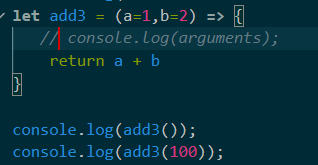 let add3 = (a=1,b=2) => {
// console.log(arguments);
return a + b
}
console.log(add3());
console.log(add3(100));